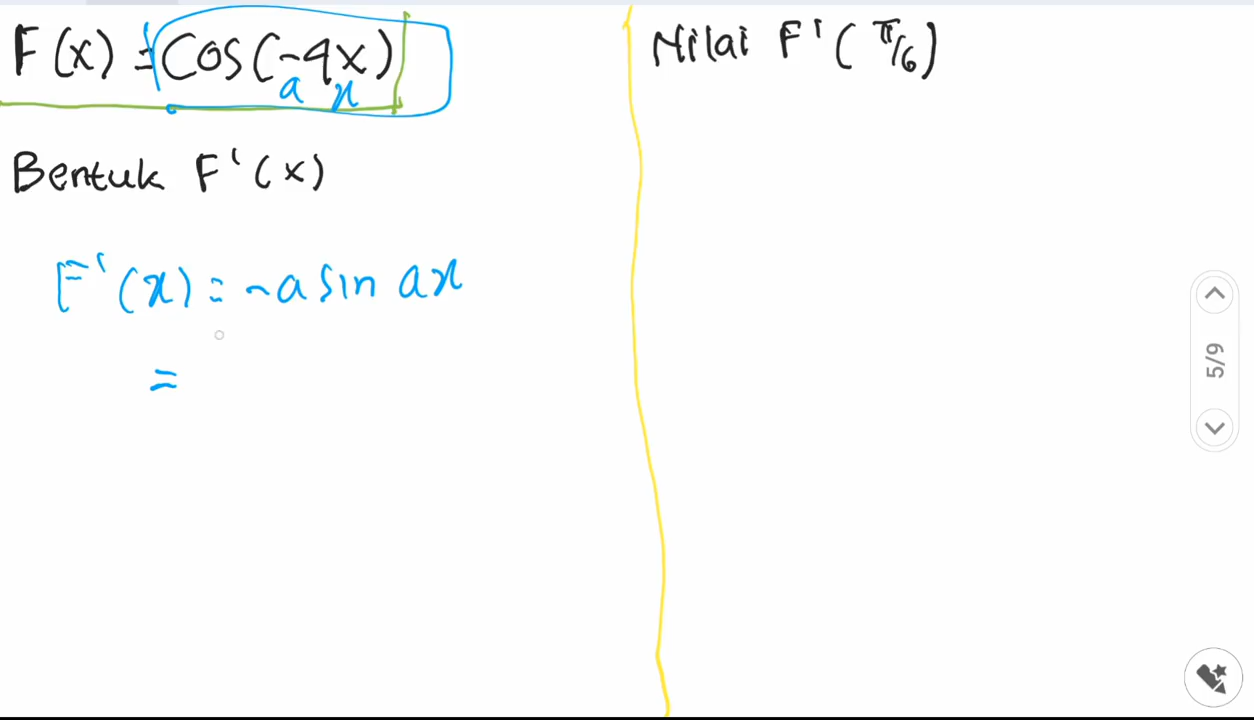 F(x) = Cos(-4x)
a x
Bentuk F'(x)
F'(x) = -a sin ax
=
Nilai F'(π/6)
5/9